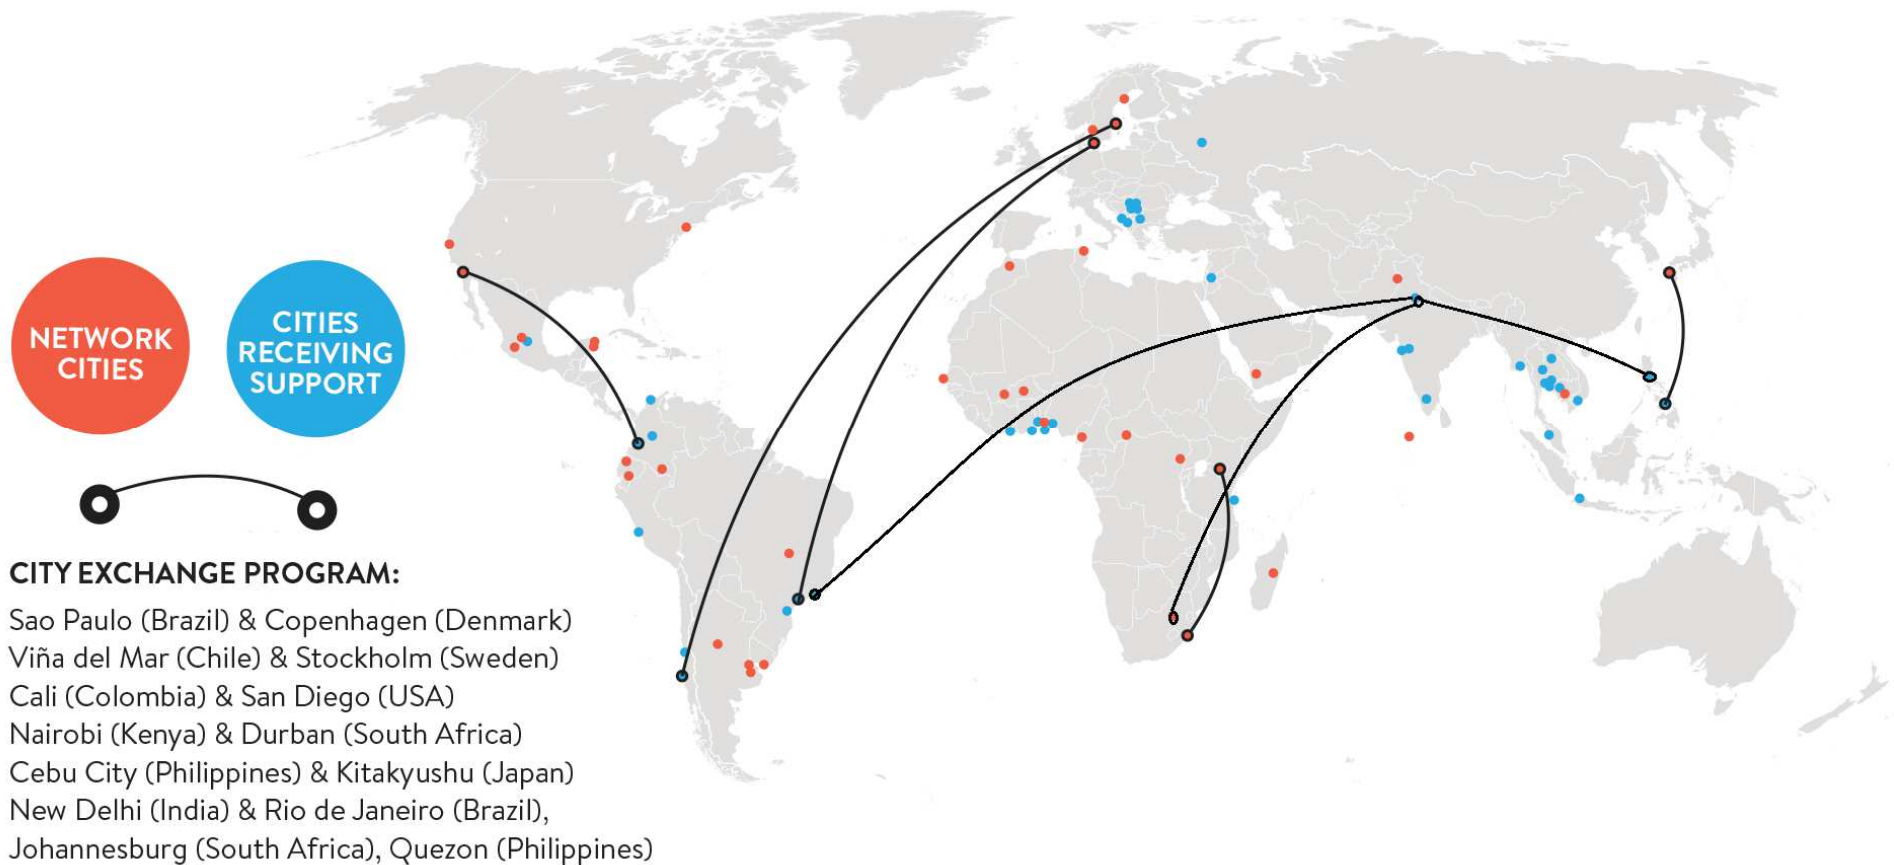 NETWORK
CITIES
CITIES
RECEIVING
SUPPORT
CITY EXCHANGE PROGRAM:
Sao Paulo (Brazil) & Copenhagen (Denmark)
Viña del Mar (Chile) & Stockholm (Sweden)
Cali (Colombia) & San Diego (USA)
Nairobi (Kenya) & Durban (South Africa)
Cebu City (Philippines) & Kitakyushu (Japan)
New Delhi (India) & Rio de Janeiro (Brazil),
Johannesburg (South Africa), Quezon (Philippines)